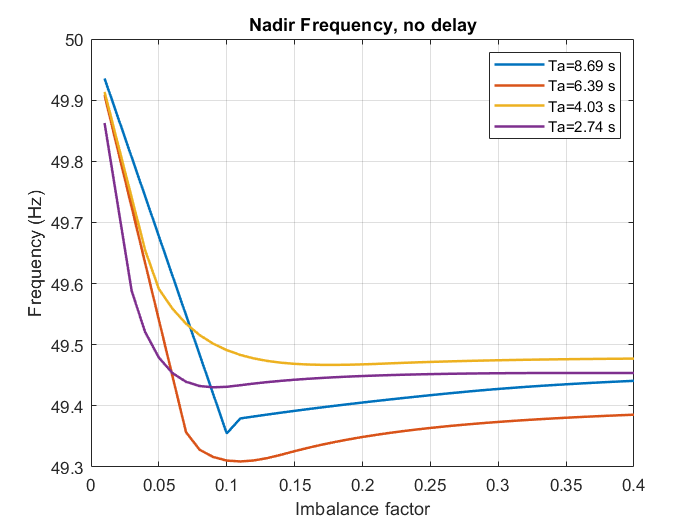 Nadir Frequency, no delay
50
49.9
49.8
49.7
49.6
49.5
49.4
49.3
Frequency (Hz)
Ta=8.69 s
Ta=6.39 s
Ta=4.03 s
Ta=2.74 s
0 0.05 0.1 0.15 0.2 0.25 0.3 0.35 0.4
Imbalance factor